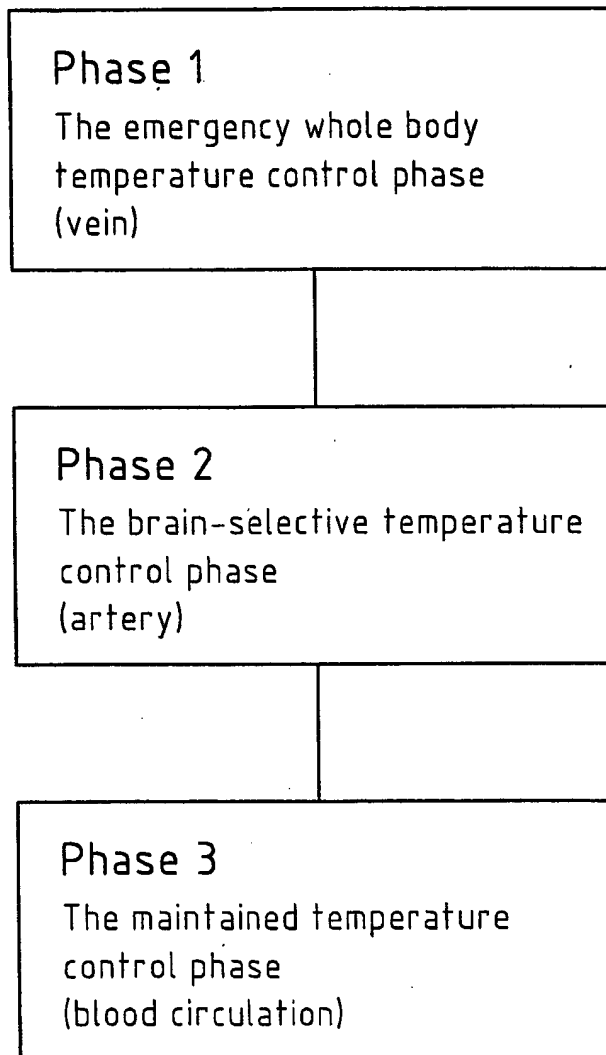 Phase 1
The emergency whole body
temperature control phase
(vein)
Phase 2
The brain-selective temperature
control phase
(artery)
Phase 3
The maintained temperature
control phase
(blood circulation)